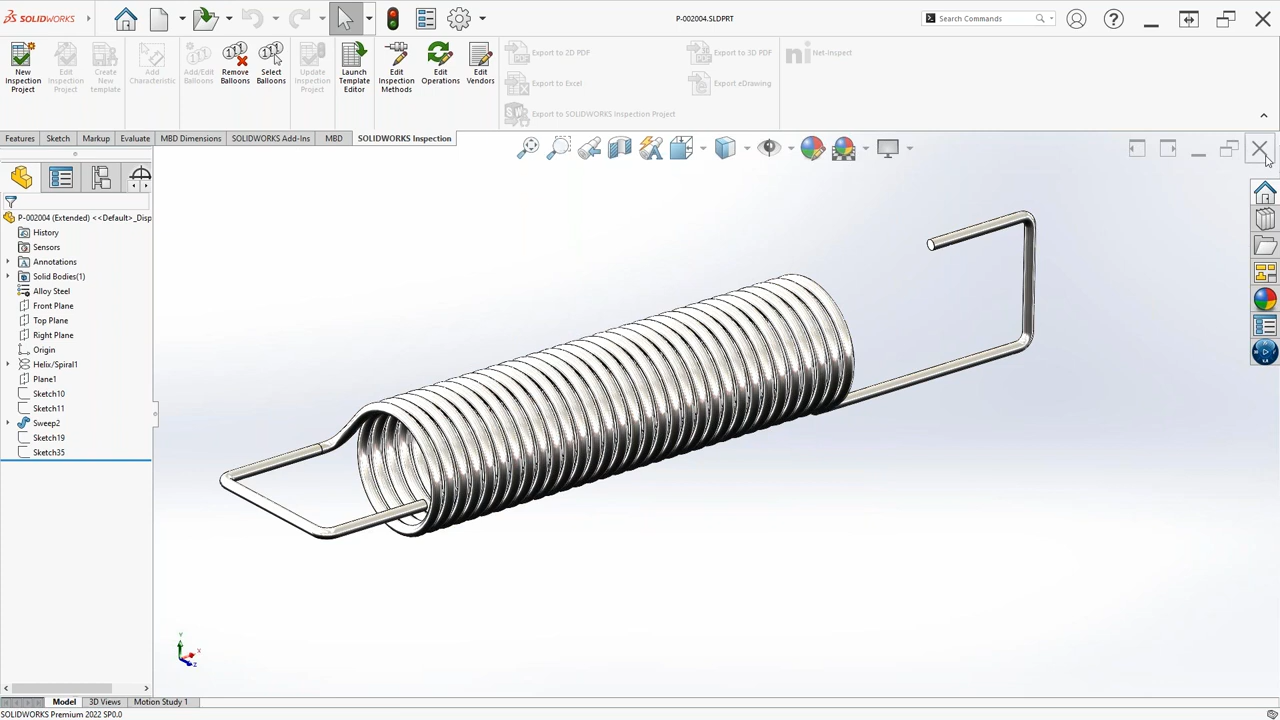 SOLIDWORKS
P-002004.SLDPRT
Search Commands
New Inspection Project
Edit Inspection Project
Create New template
Add Characteristic
Add/Edit Balloons
Remove Balloons
Select Balloons
Update Inspection Project
Launch Template Editor
Edit Inspection Methods
Edit Operations
Edit Vendors
Export to 2D PDF
Export to Excel
Export to SOLIDWORKS Inspection Project
Export to 3D PDF
Export eDrawing
Net-Inspect
Features
Sketch
Markup
Evaluate
MBD Dimensions
SOLIDWORKS Add-Ins
MBD
SOLIDWORKS Inspection
P-002004 (Extended) <<Default>_Disp
History
Sensors
Annotations
Solid Bodies(1)
Alloy Steel
Front Plane
Top Plane
Right Plane
Origin
Helix/Spiral1
Plane1
Sketch10
Sketch11
Sweep2
Sketch19
Sketch35
Y
X
Z
Model
3D Views
Motion Study 1
SOLIDWORKS Premium 2022 SP0.0